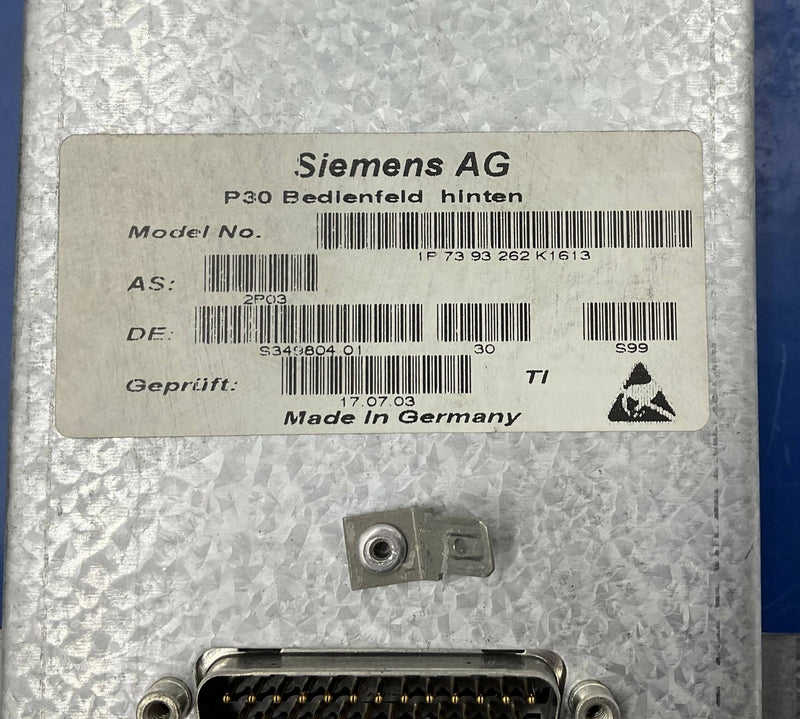 Siemens AG
P30 Bedienfeld hinten
Model No.
1P 73 93 262 K1613
AS:
2P03
DE:
S349804 01 30 S99
Geprüft: TI
17.07.03
Made In Germany